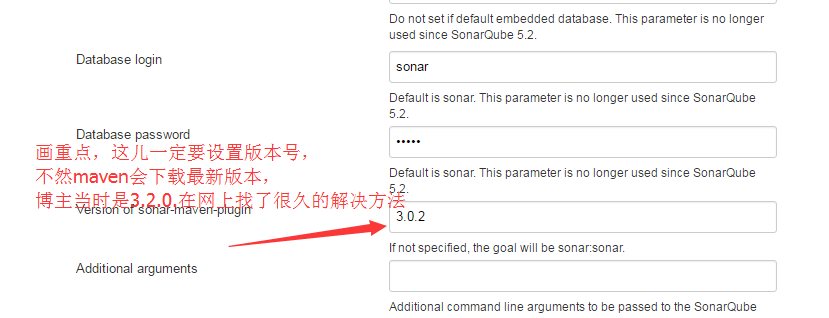 Do not set if default embedded database. This parameter is no longer
used since SonarQube 5.2.
Database login
sonar
Default is sonar. This parameter is no longer used since SonarQube
5.2.
Database password
•••••
画重点，这儿一定要设置版本号，
不然maven会下载最新版本，
Default is sonar. This parameter is no longer used since SonarQube
5.2.
博主当时是3.2.0,在网上找了很久的解决方法
Version of sonar-maven-plugin
3.0.2
If not specified, the goal will be sonar:sonar.
Additional arguments
Additional command line arguments to be passed to the SonarQube